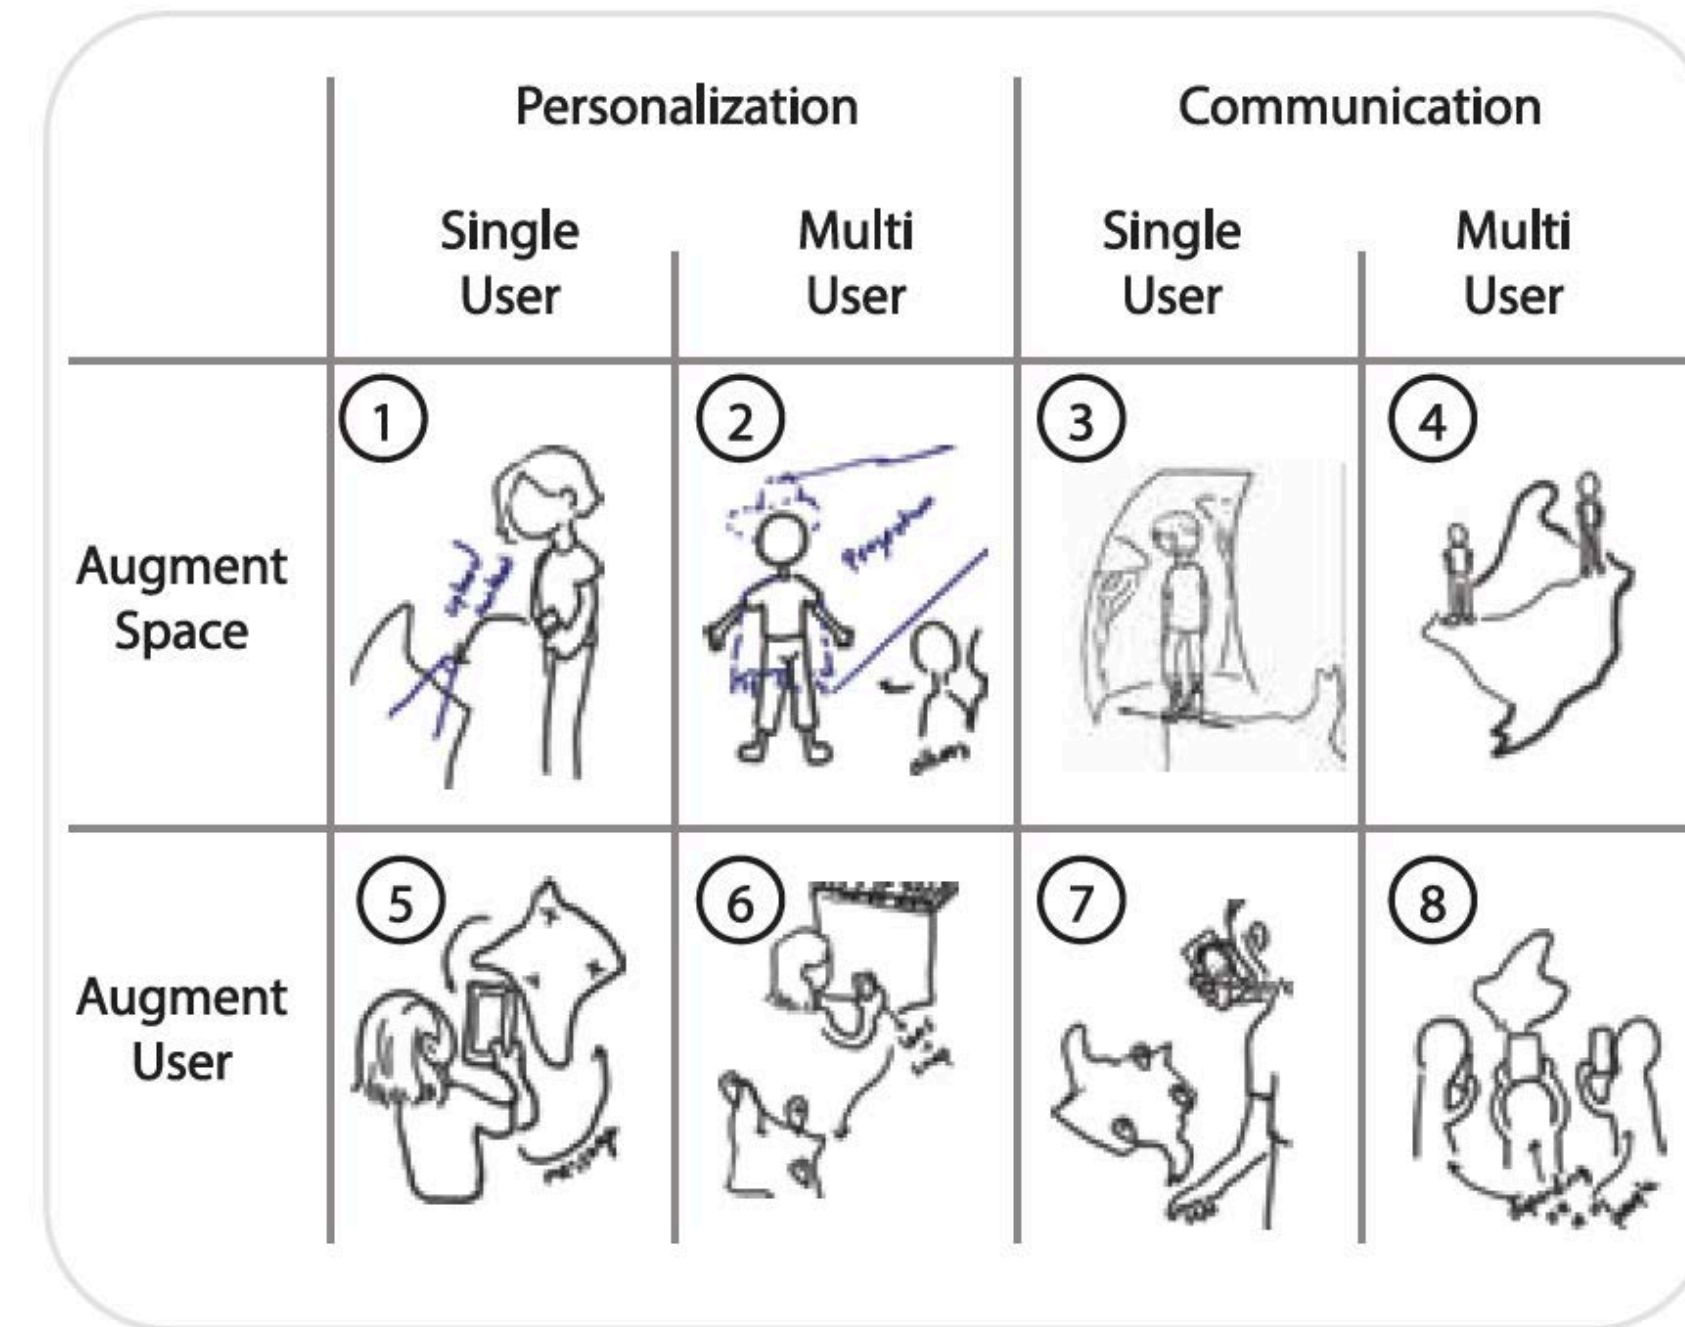 Personalization
Communication
Single
User
Multi
User
Single
User
Multi
User
Augment
Space
1
2
3
4
Augment
User
5
6
7
8